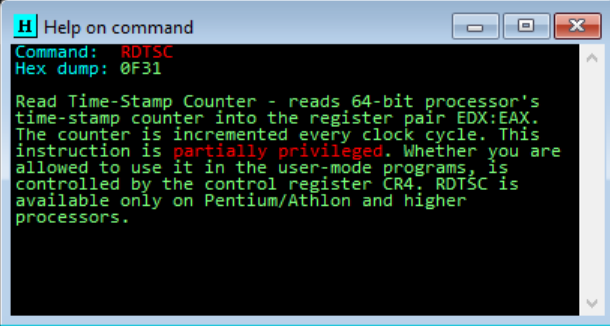 H Help on command
Command: RDTSC
Hex dump: 0F31
Read Time-Stamp Counter - reads 64-bit processor's
time-stamp counter into the register pair EDX:EAX.
The counter is incremented every clock cycle. This
instruction is partially privileged. Whether you are
allowed to use it in the user-mode programs, is
controlled by the control register CR4. RDTSC is
available only on Pentium/Athlon and higher
processors.